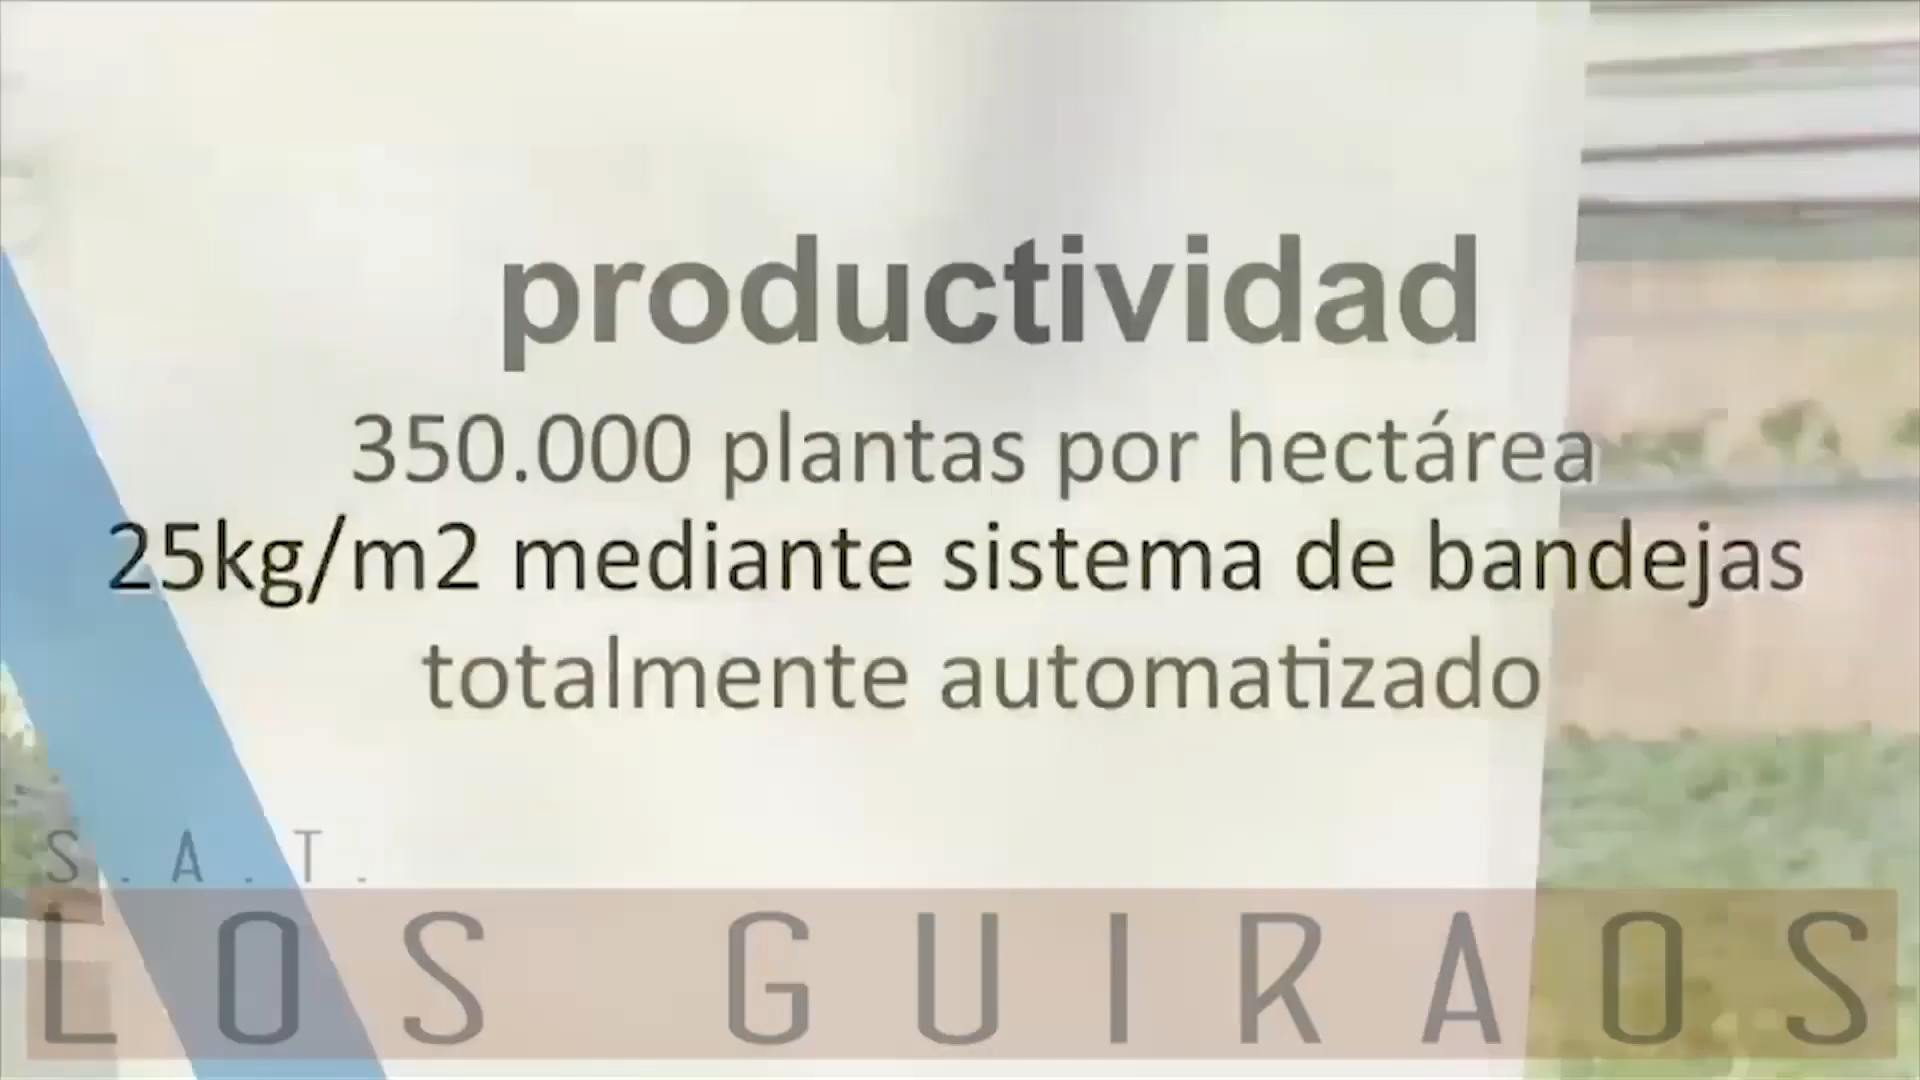 productividad
350.000 plantas por hectárea
25kg/m2 mediante sistema de bandejas
totalmente automatizado
S.A.T.
LOS GUIRAOS